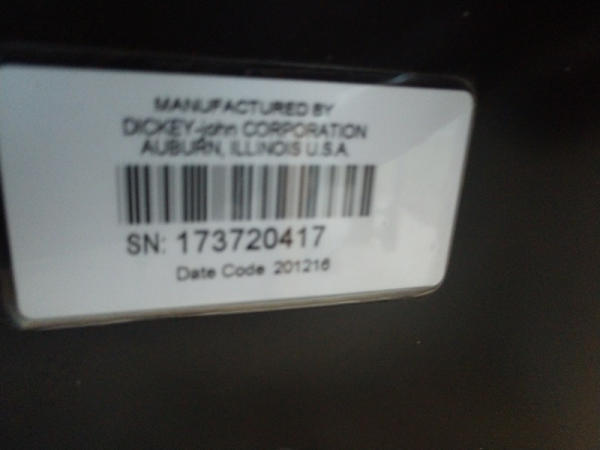 MANUFACTURED BY
DICKEY-john CORPORATION
AUBURN, ILLINOIS U.S.A.
SN: 173720417
Date Code 201216